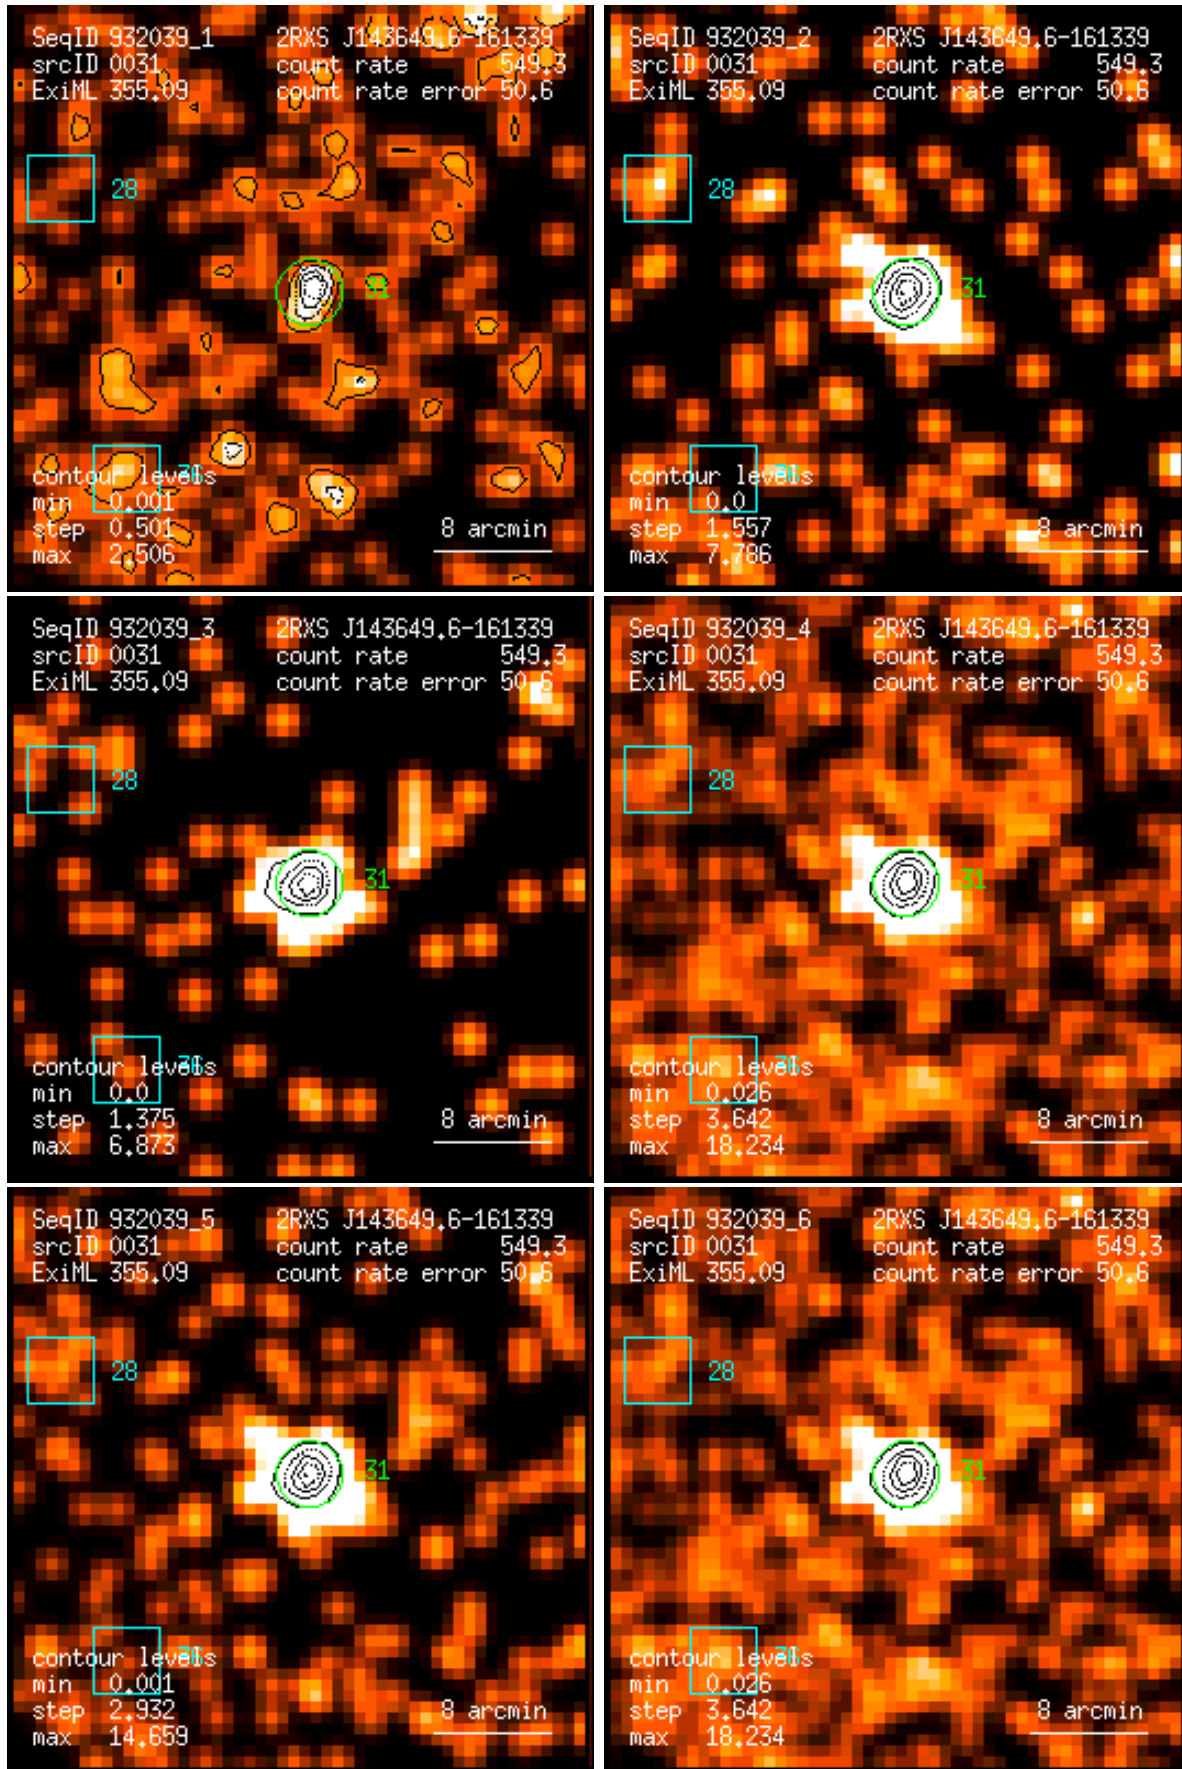 SeqID 932039_1 2RXS J143649.6-161339
srcID 0031 count rate 549.3
ExiML 355.09 count rate error 50.6
28
31
contour levels
min 0.001
step 0.501 8 arcmin
max 2.506
SeqID 932039_2 2RXS J143649.6-161339
srcID 0031 count rate 549.3
ExiML 355.09 count rate error 50.6
28
31
contour levels
min 0.0
step 1.557 8 arcmin
max 7.786
SeqID 932039_3 2RXS J143649.6-161339
srcID 0031 count rate 549.3
ExiML 355.09 count rate error 50.6
28
31
contour levels
min 0.0
step 1.375 8 arcmin
max 6.873
SeqID 932039_4 2RXS J143649.6-161339
srcID 0031 count rate 549.3
ExiML 355.09 count rate error 50.6
28
31
contour levels
min 0.026
step 3.642 8 arcmin
max 18.234
SeqID 932039_5 2RXS J143649.6-161339
srcID 0031 count rate 549.3
ExiML 355.09 count rate error 50.6
28
31
contour levels
min 0.001
step 2.932 8 arcmin
max 14.659
SeqID 932039_6 2RXS J143649.6-161339
srcID 0031 count rate 549.3
ExiML 355.09 count rate error 50.6
28
31
contour levels
min 0.026
step 3.642 8 arcmin
max 18.234